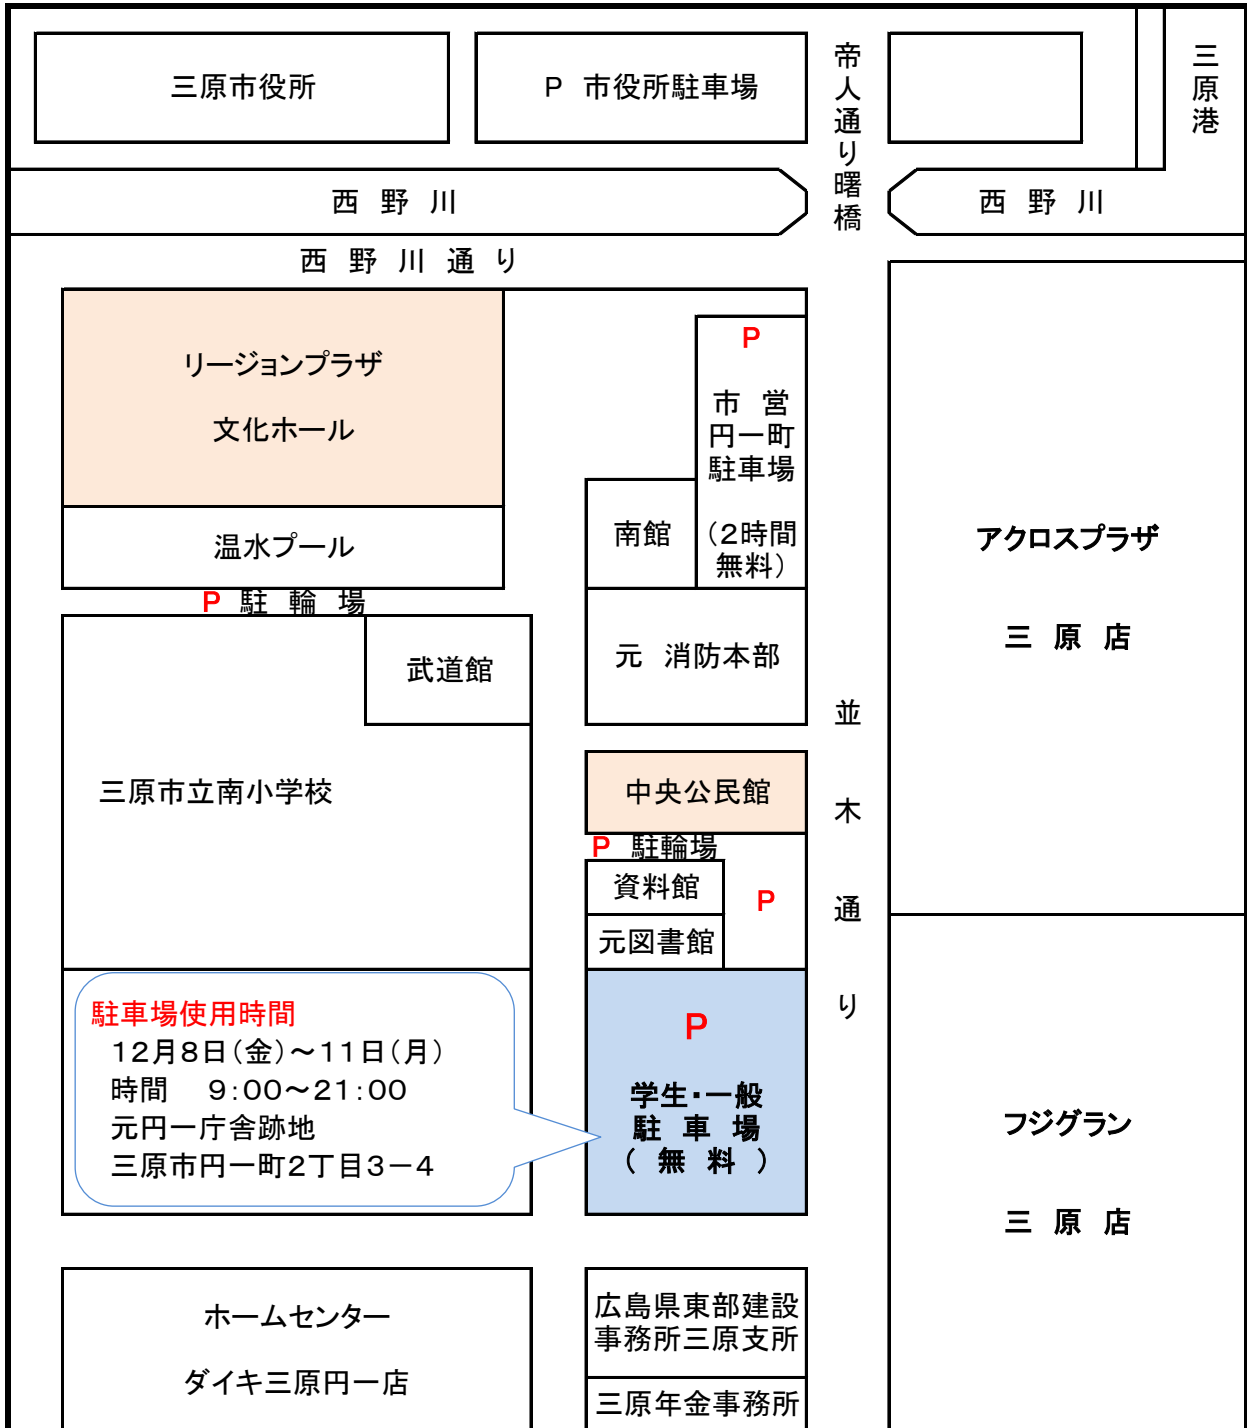 三原市役所
P 市役所駐車場
帝人通り曙橋
三原港
西野川
西野川
西野川通り
リージョンプラザ
文化ホール
温水プール
P 駐輪場
P
市営
円一町
駐車場
(2時間
無料)
南館
元 消防本部
武道館
三原市立南小学校
中央公民館
P 駐輪場
資料館
P
元図書館
並木通り
アクロスプラザ
三原店
駐車場使用時間
12月8日(金)～11日(月)
時間 9:00～21:00
元円一庁舎跡地
三原市円一町2丁目3－4
P
学生・一般
駐車場
(無料)
フジグラン
三原店
ホームセンター
ダイキ三原円一店
広島県東部建設
事務所三原支所
三原年金事務所